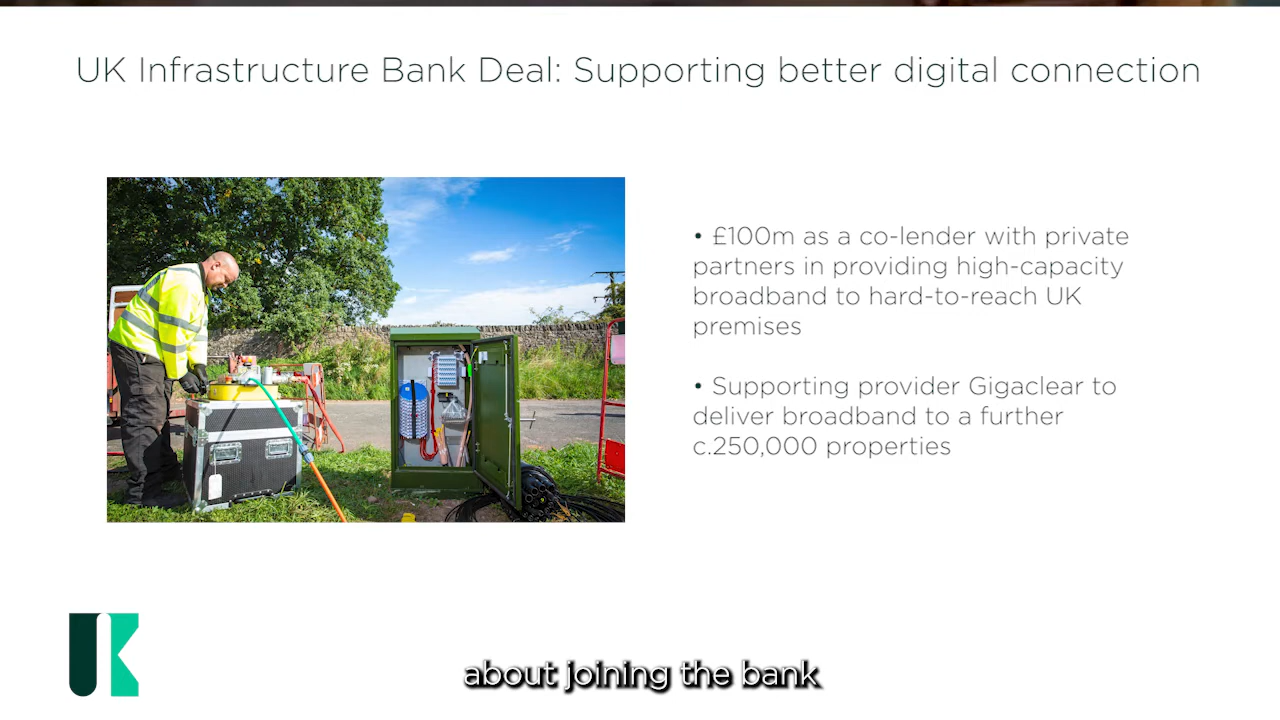 UK Infrastructure Bank Deal: Supporting better digital connection
• £100m as a co-lender with private
partners in providing high-capacity
broadband to hard-to-reach UK
premises
• Supporting provider Gigaclear to
deliver broadband to a further
c.250,000 properties
UK
about joining the bank